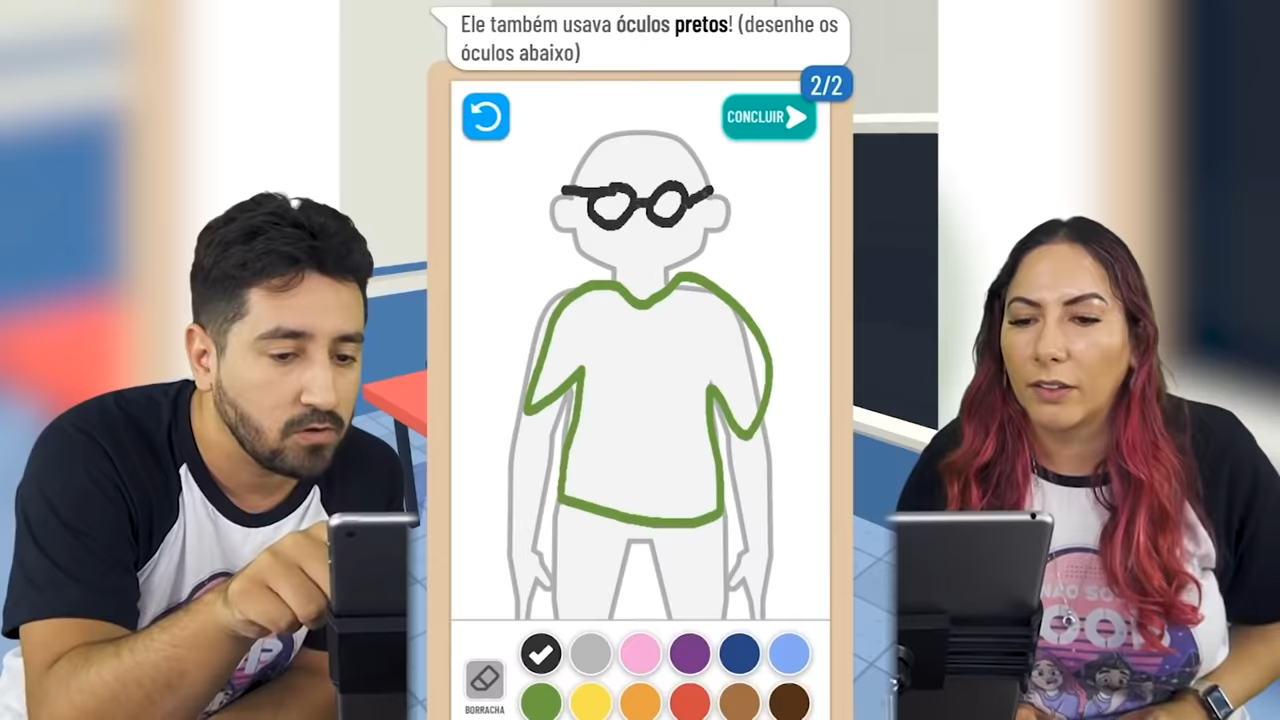 Ele também usava óculos pretos! (desenhe os
óculos abaixo)
2/2
CONCLUIR
BORRACHA